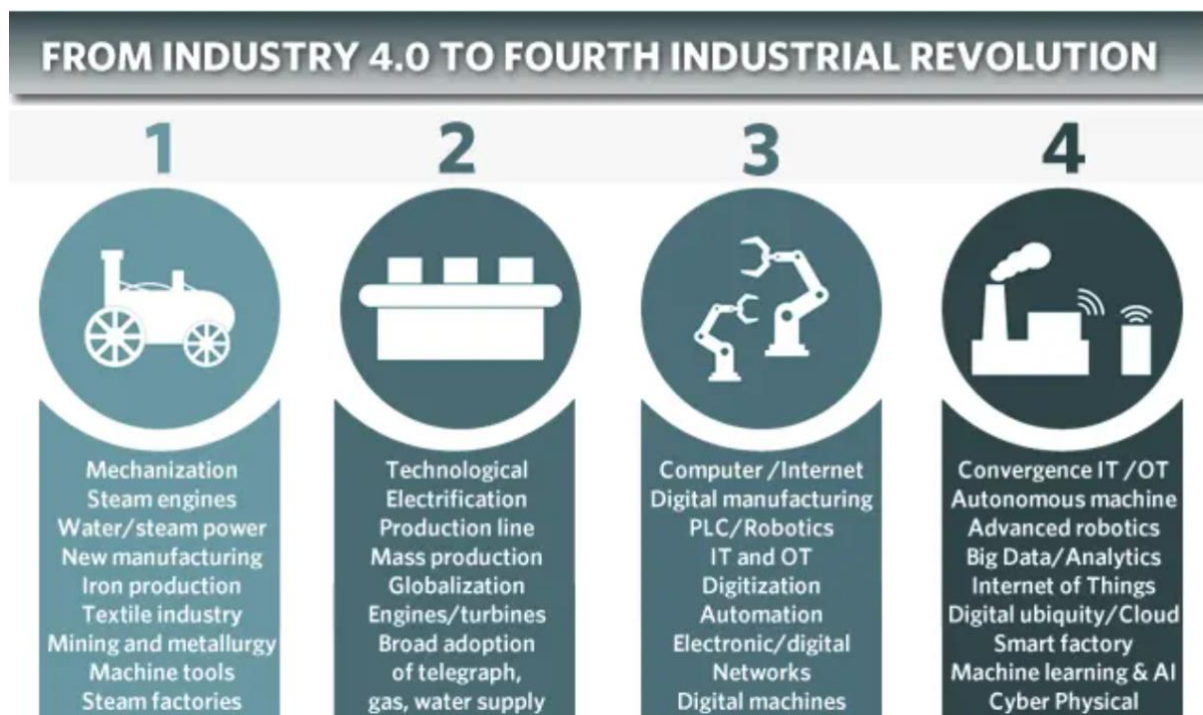 FROM INDUSTRY 4.0 TO FOURTH INDUSTRIAL REVOLUTION
1
Mechanization
Steam engines
Water/steam power
New manufacturing
Iron production
Textile industry
Mining and metallurgy
Machine tools
Steam factories
2
Technological
Electrification
Production line
Mass production
Globalization
Engines/turbines
Broad adoption
of telegraph,
gas, water supply
3
Computer /Internet
Digital manufacturing
PLC/Robotics
IT and OT
Digitization
Automation
Electronic/digital
Networks
Digital machines
4
Convergence IT /OT
Autonomous machine
Advanced robotics
Big Data/Analytics
Internet of Things
Digital ubiquity/Cloud
Smart factory
Machine learning & AI
Cyber Physical